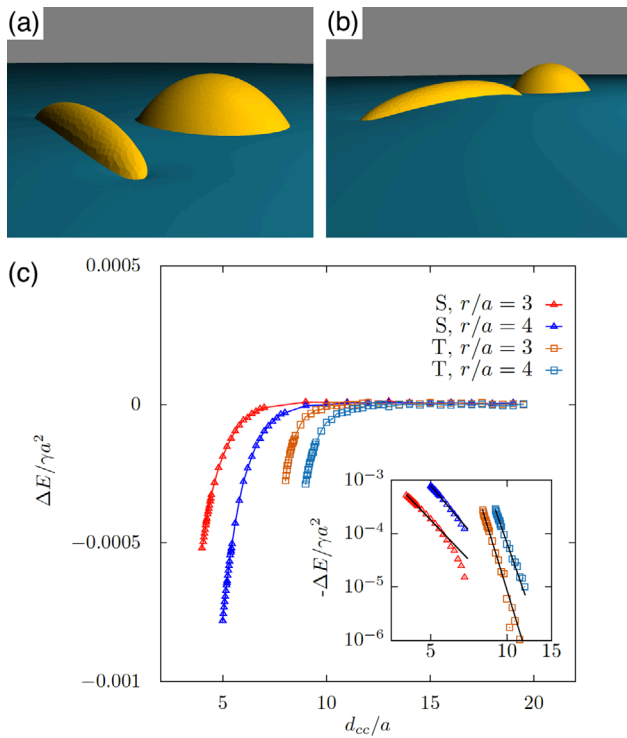 (a)
(b)
(c)
0.0005
0
−0.0005
−0.001
ΔE/γa²
5
10
15
20
d_cc/a
S, r/a = 3
S, r/a = 4
T, r/a = 3
T, r/a = 4
10⁻³
10⁻⁴
10⁻⁵
10⁻⁶
-ΔE/γa²
5
10
15